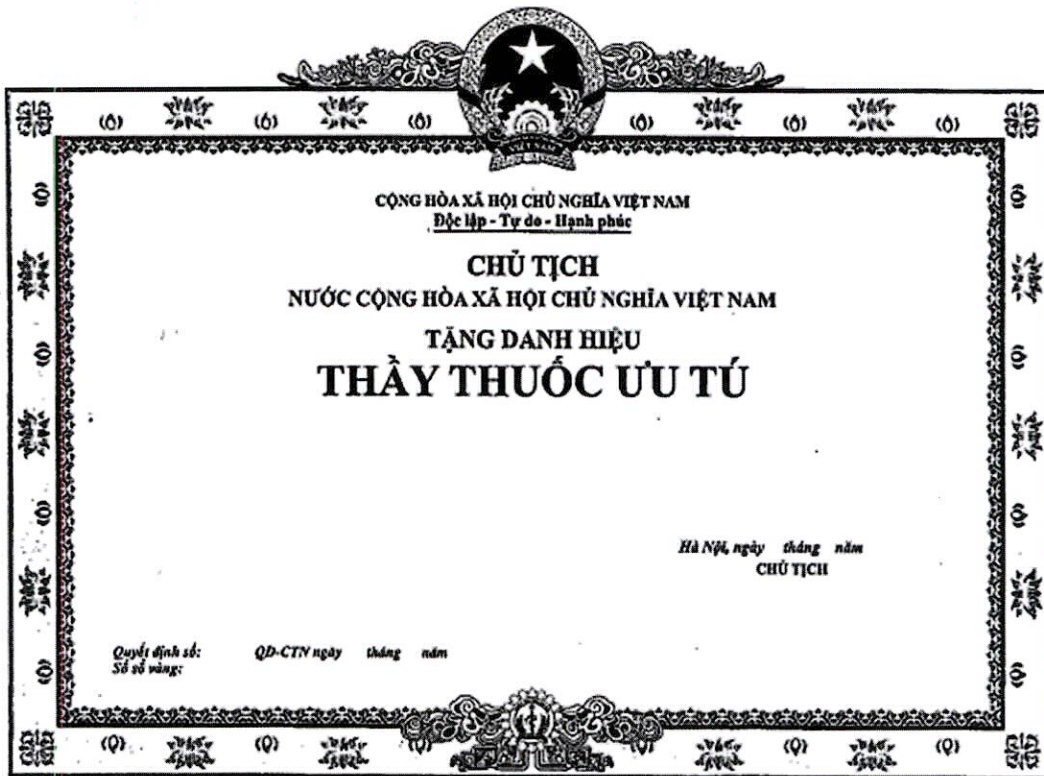 CỘNG HÒA XÃ HỘI CHỦ NGHĨA VIỆT NAM
Độc lập - Tự do - Hạnh phúc
CHỦ TỊCH
NƯỚC CỘNG HÒA XÃ HỘI CHỦ NGHĨA VIỆT NAM
TẶNG DANH HIỆU
THẦY THUỐC ƯU TÚ
Hà Nội, ngày tháng năm
CHỦ TỊCH
Quyết định số: QD-CTN ngày tháng năm
Số sổ vàng: